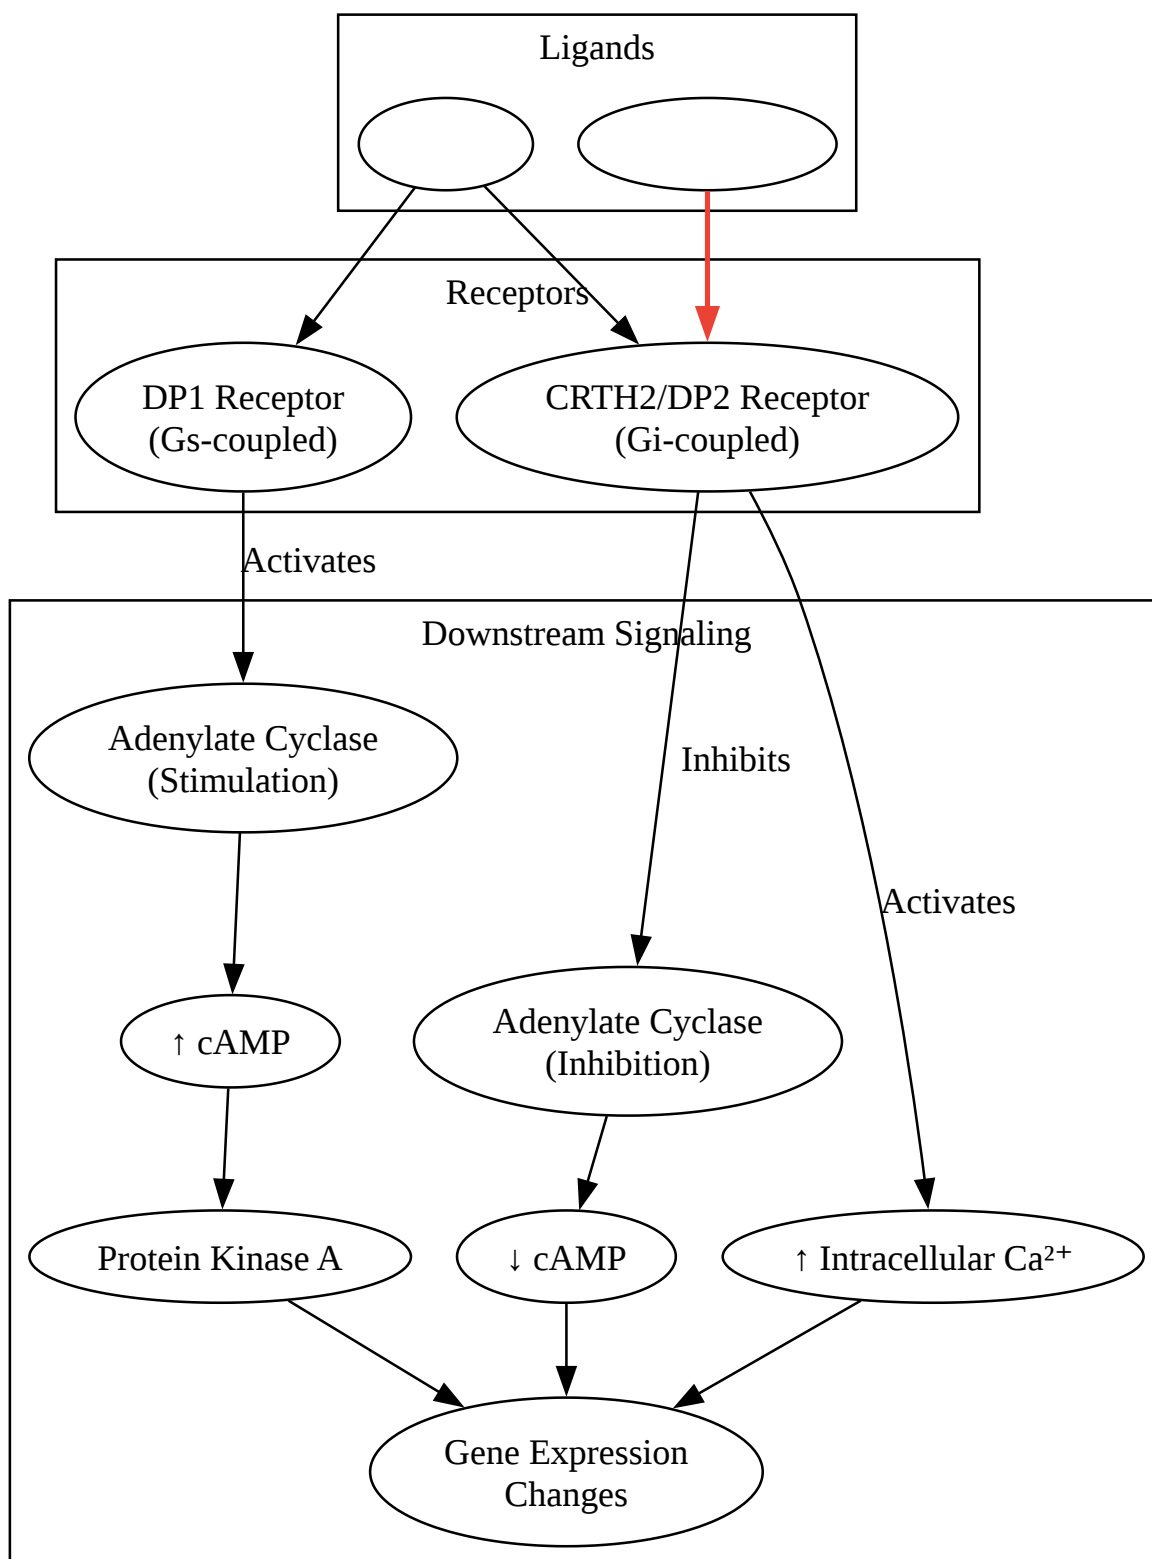 Ligands
Receptors
DP1 Receptor
(Gs-coupled)
CRTH2/DP2 Receptor
(Gi-coupled)
Activates
Downstream Signaling
Adenylate Cyclase
(Stimulation)
Inhibits
Activates
↑ cAMP
Adenylate Cyclase
(Inhibition)
Protein Kinase A
↓ cAMP
↑ Intracellular Ca²⁺
Gene Expression
Changes